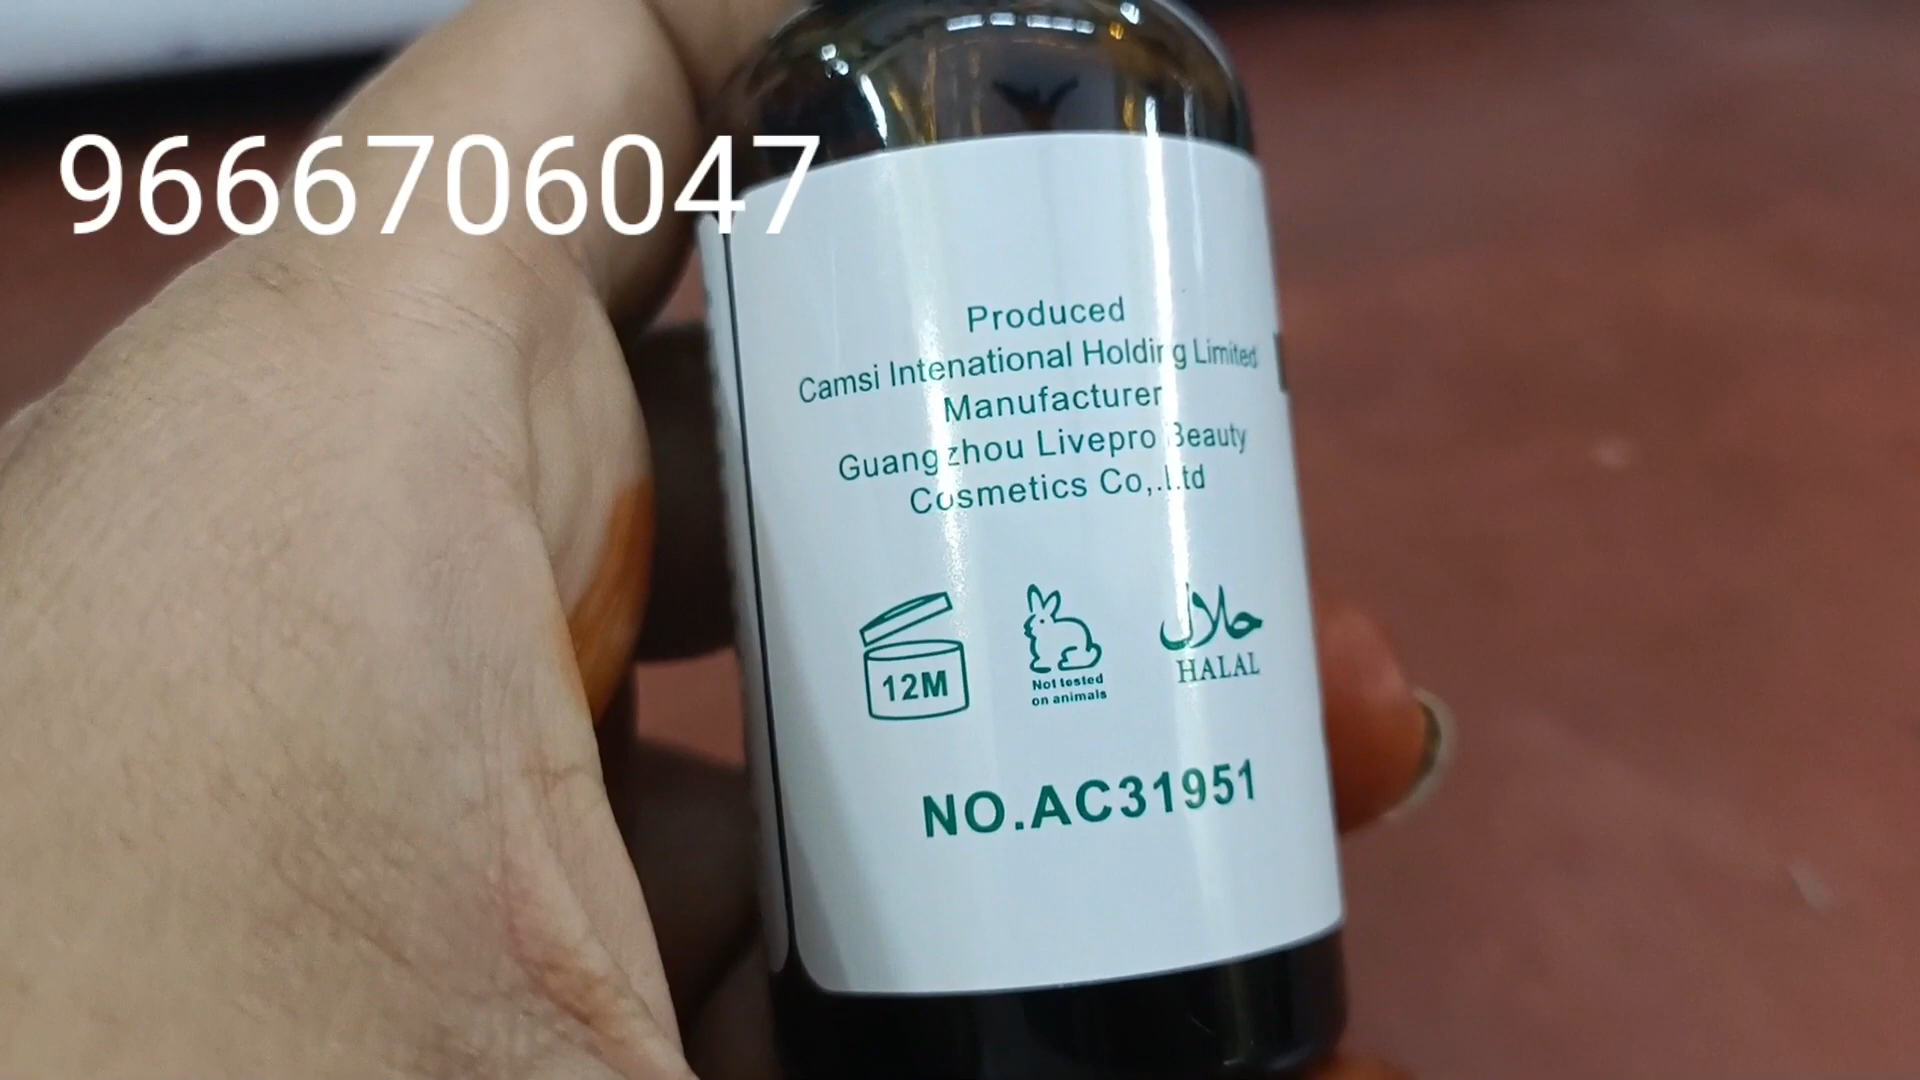 9666706047
Produced
Camsi Intenational Holding Limited
Manufacturer
Guangzhou Livepro Beauty
Cosmetics Co,.Ltd
12M
Not tested
on animals
حلال
HALAL
NO.AC31951